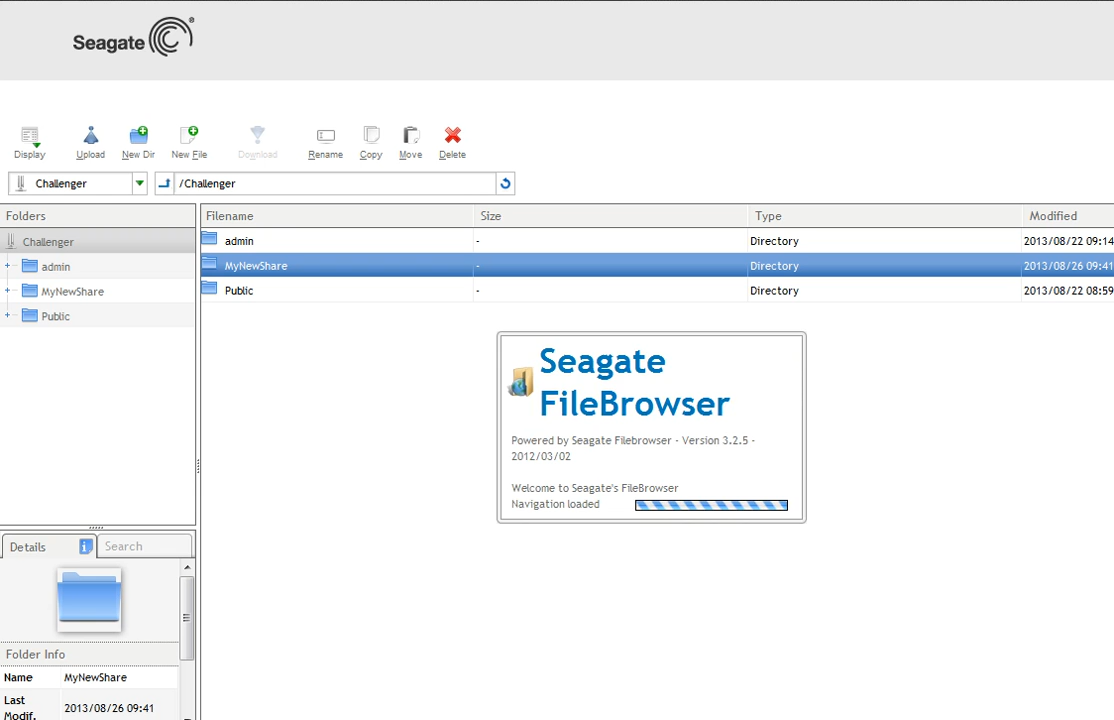 Seagate
Display Upload New Dir New File Download Rename Copy Move Delete
Challenger /Challenger
Folders Filename Size Type Modified
Challenger admin - Directory 2013/08/22 09:14
admin MyNewShare - Directory 2013/08/26 09:41
MyNewShare Public - Directory 2013/08/22 08:59
Public
Seagate
FileBrowser
Powered by Seagate Filebrowser - Version 3.2.5 -
2012/03/02
Welcome to Seagate's FileBrowser
Navigation loaded
Details Search
Folder Info
Name MyNewShare
Last
Modif. 2013/08/26 09:41